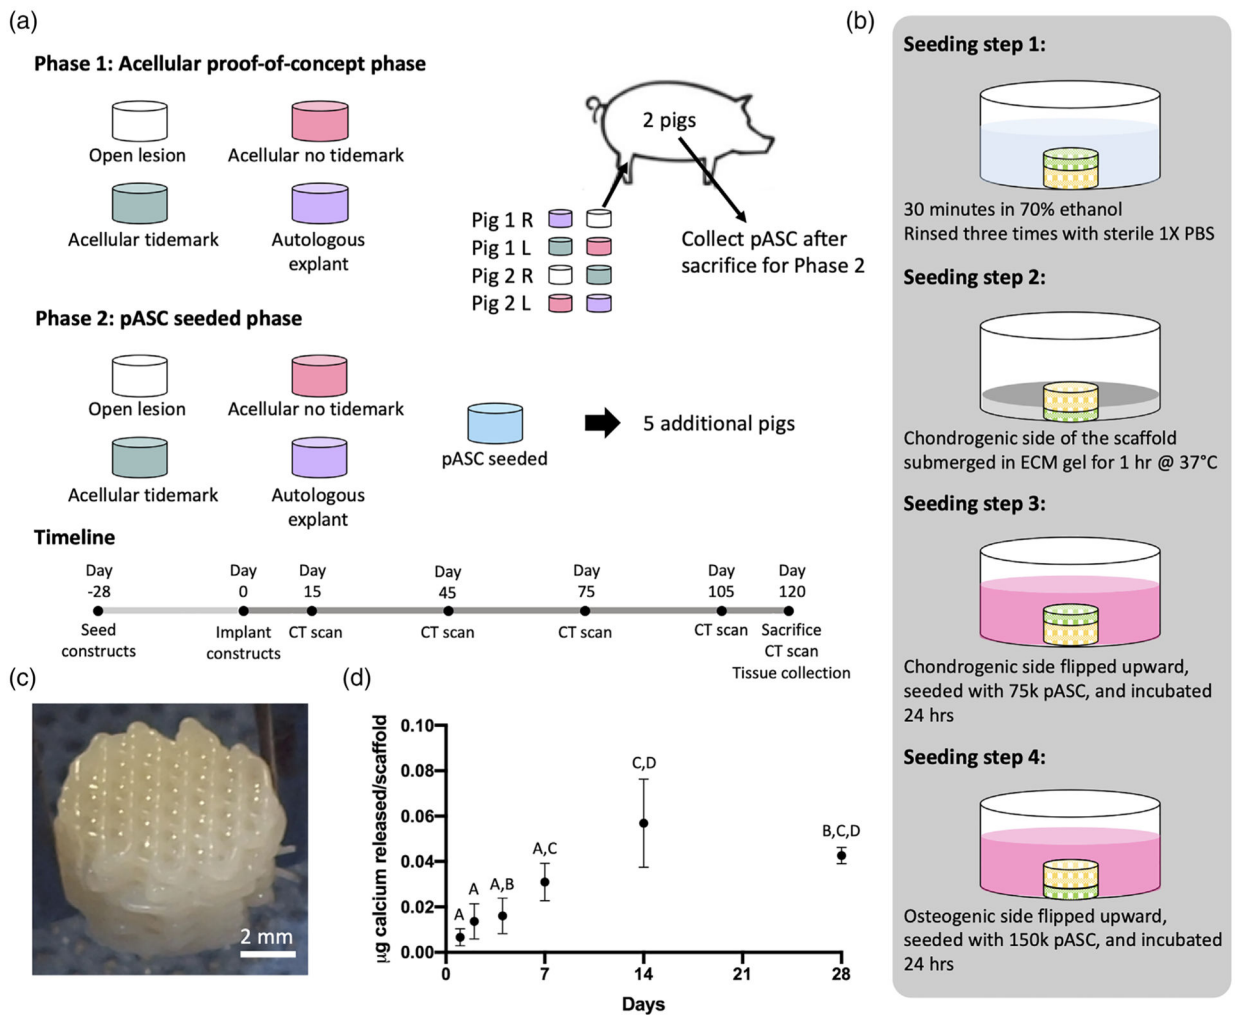 (a)
Phase 1: Acellular proof-of-concept phase
Open lesion
Acellular no tidemark
Acellular tidemark
Autologous
explant
2 pigs
Pig 1 R
Pig 1 L
Pig 2 R
Pig 2 L
Collect pASC after
sacrifice for Phase 2
Phase 2: pASC seeded phase
Open lesion
Acellular no tidemark
Acellular tidemark
Autologous
explant
pASC seeded
5 additional pigs
Timeline
Day
-28
Seed
constructs
Day
0
Implant
constructs
Day
15
CT scan
Day
45
CT scan
Day
75
CT scan
Day
105
CT scan
Day
120
Sacrifice
CT scan
Tissue collection
(b)
Seeding step 1:
30 minutes in 70% ethanol
Rinsed three times with sterile 1X PBS
Seeding step 2:
Chondrogenic side of the scaffold
submerged in ECM gel for 1 hr @ 37°C
Seeding step 3:
Chondrogenic side flipped upward,
seeded with 75k pASC, and incubated
24 hrs
Seeding step 4:
Osteogenic side flipped upward,
seeded with 150k pASC, and incubated
24 hrs
(c)
2 mm
(d)
µg calcium released/scaffold
0.10
0.08
0.06
0.04
0.02
0.00
A
A
A,B
A,C
C,D
B,C,D
0
7
14
21
28
Days